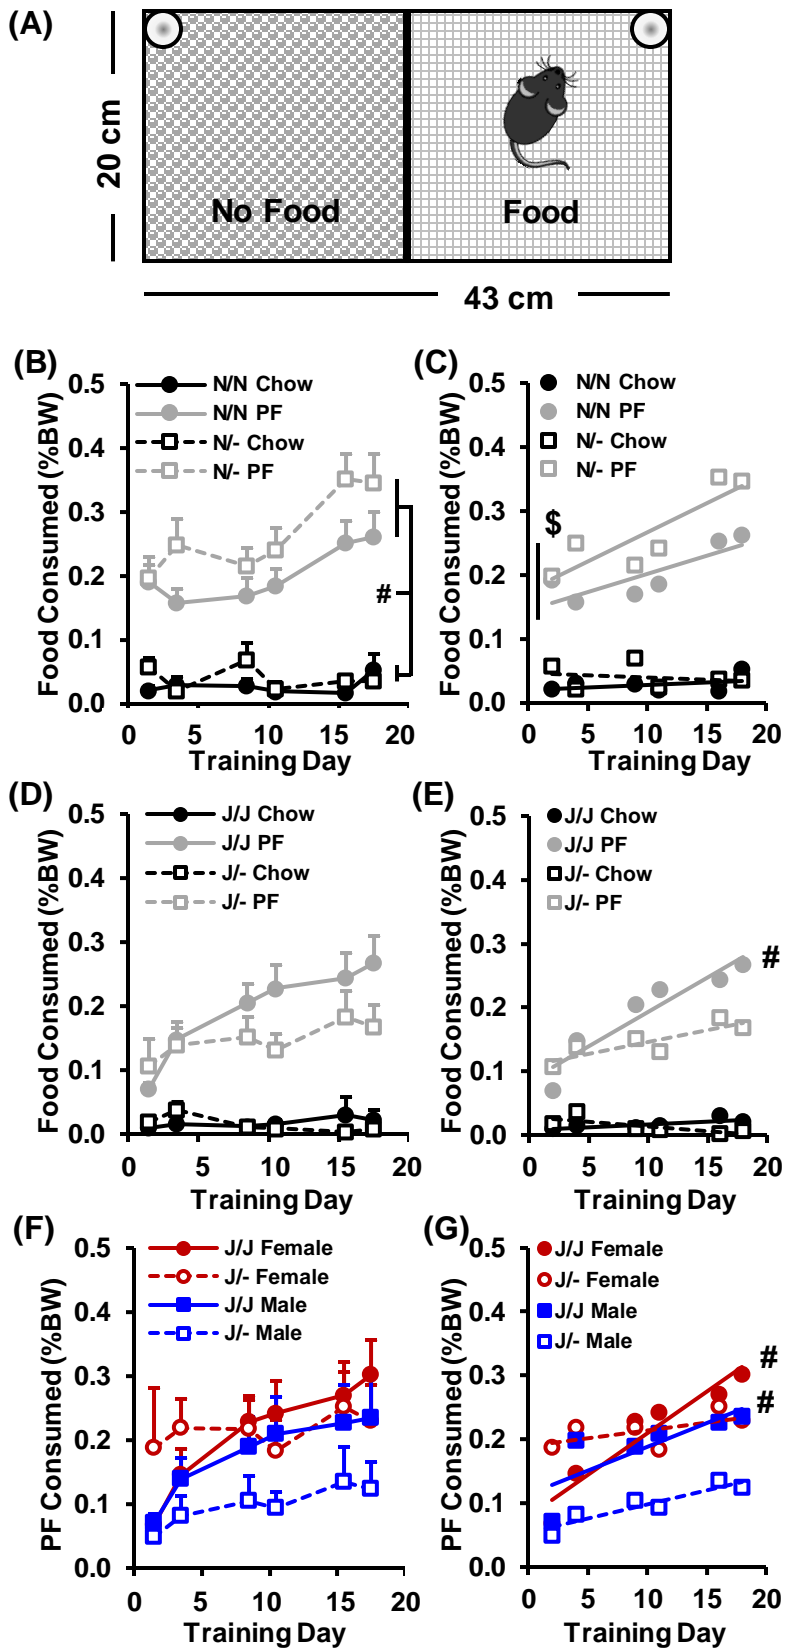 (A)
20 cm
No Food
Food
43 cm
(B)
N/N Chow
N/N PF
N/- Chow
N/- PF
Food Consumed (%BW)
0.5
0.4
0.3
0.2
0.1
0.0
#
0 5 10 15 20
Training Day
(C)
N/N Chow
N/N PF
N/- Chow
N/- PF
Food Consumed (%BW)
0.5
0.4
0.3
0.2
0.1
0.0
$
0 5 10 15 20
Training Day
(D)
J/J Chow
J/J PF
J/- Chow
J/- PF
Food Consumed (%BW)
0.5
0.4
0.3
0.2
0.1
0.0
0 5 10 15 20
Training Day
(E)
J/J Chow
J/J PF
J/- Chow
J/- PF
Food Consumed (%BW)
0.5
0.4
0.3
0.2
0.1
0.0
#
0 5 10 15 20
Training Day
(F)
J/J Female
J/- Female
J/J Male
J/- Male
PF Consumed (%BW)
0.5
0.4
0.3
0.2
0.1
0.0
0 5 10 15 20
Training Day
(G)
J/J Female
J/- Female
J/J Male
J/- Male
PF Consumed (%BW)
0.5
0.4
0.3
0.2
0.1
0.0
#
#
0 5 10 15 20
Training Day